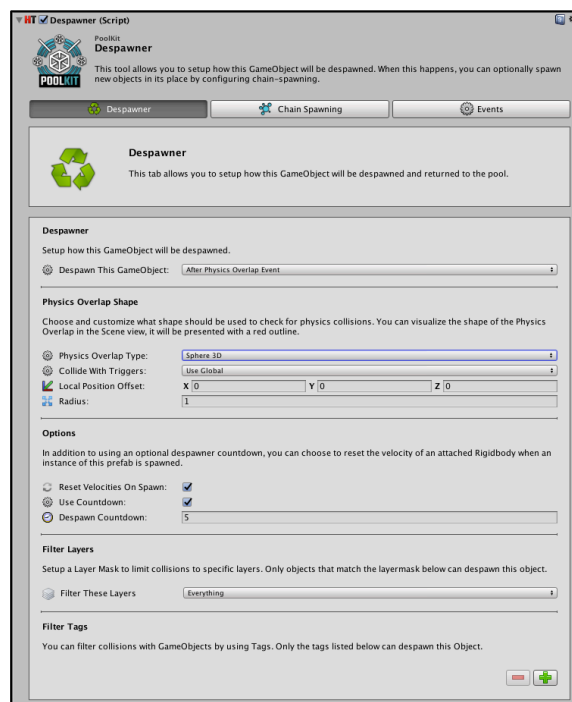 Despawner (Script)
PoolKit
Despawner
This tool allows you to setup how this GameObject will be despawned. When this happens, you can optionally spawn
new objects in its place by configuring chain-spawning.
POOLKIT
Despawner
Chain Spawning
Events
Despawner
This tab allows you to setup how this GameObject will be despawned and returned to the pool.
Despawner
Setup how this GameObject will be despawned.
Despawn This GameObject: After Physics Overlap Event
Physics Overlap Shape
Choose and customize what shape should be used to check for physics collisions. You can visualize the shape of the Physics
Overlap in the Scene view, it will be presented with a red outline.
Physics Overlap Type: Sphere 3D
Collide With Triggers: Use Global
Local Position Offset: X 0 Y 0 Z 0
Radius: 1
Options
In addition to using an optional despawner countdown, you can choose to reset the velocity of an attached Rigidbody when an
instance of this prefab is spawned.
Reset Velocities On Spawn:
Use Countdown:
Despawn Countdown: 5
Filter Layers
Setup a Layer Mask to limit collisions to specific layers. Only objects that match the layermask below can despawn this object.
Filter These Layers Everything
Filter Tags
You can filter collisions with GameObjects by using Tags. Only the tags listed below can despawn this Object.